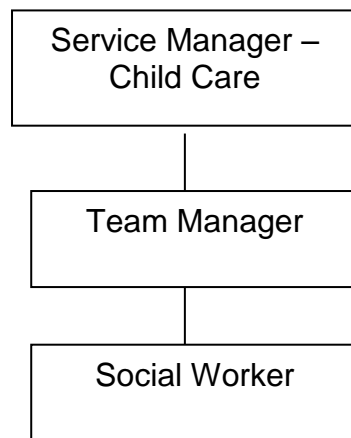 Service Manager –
Child Care
Team Manager
Social Worker